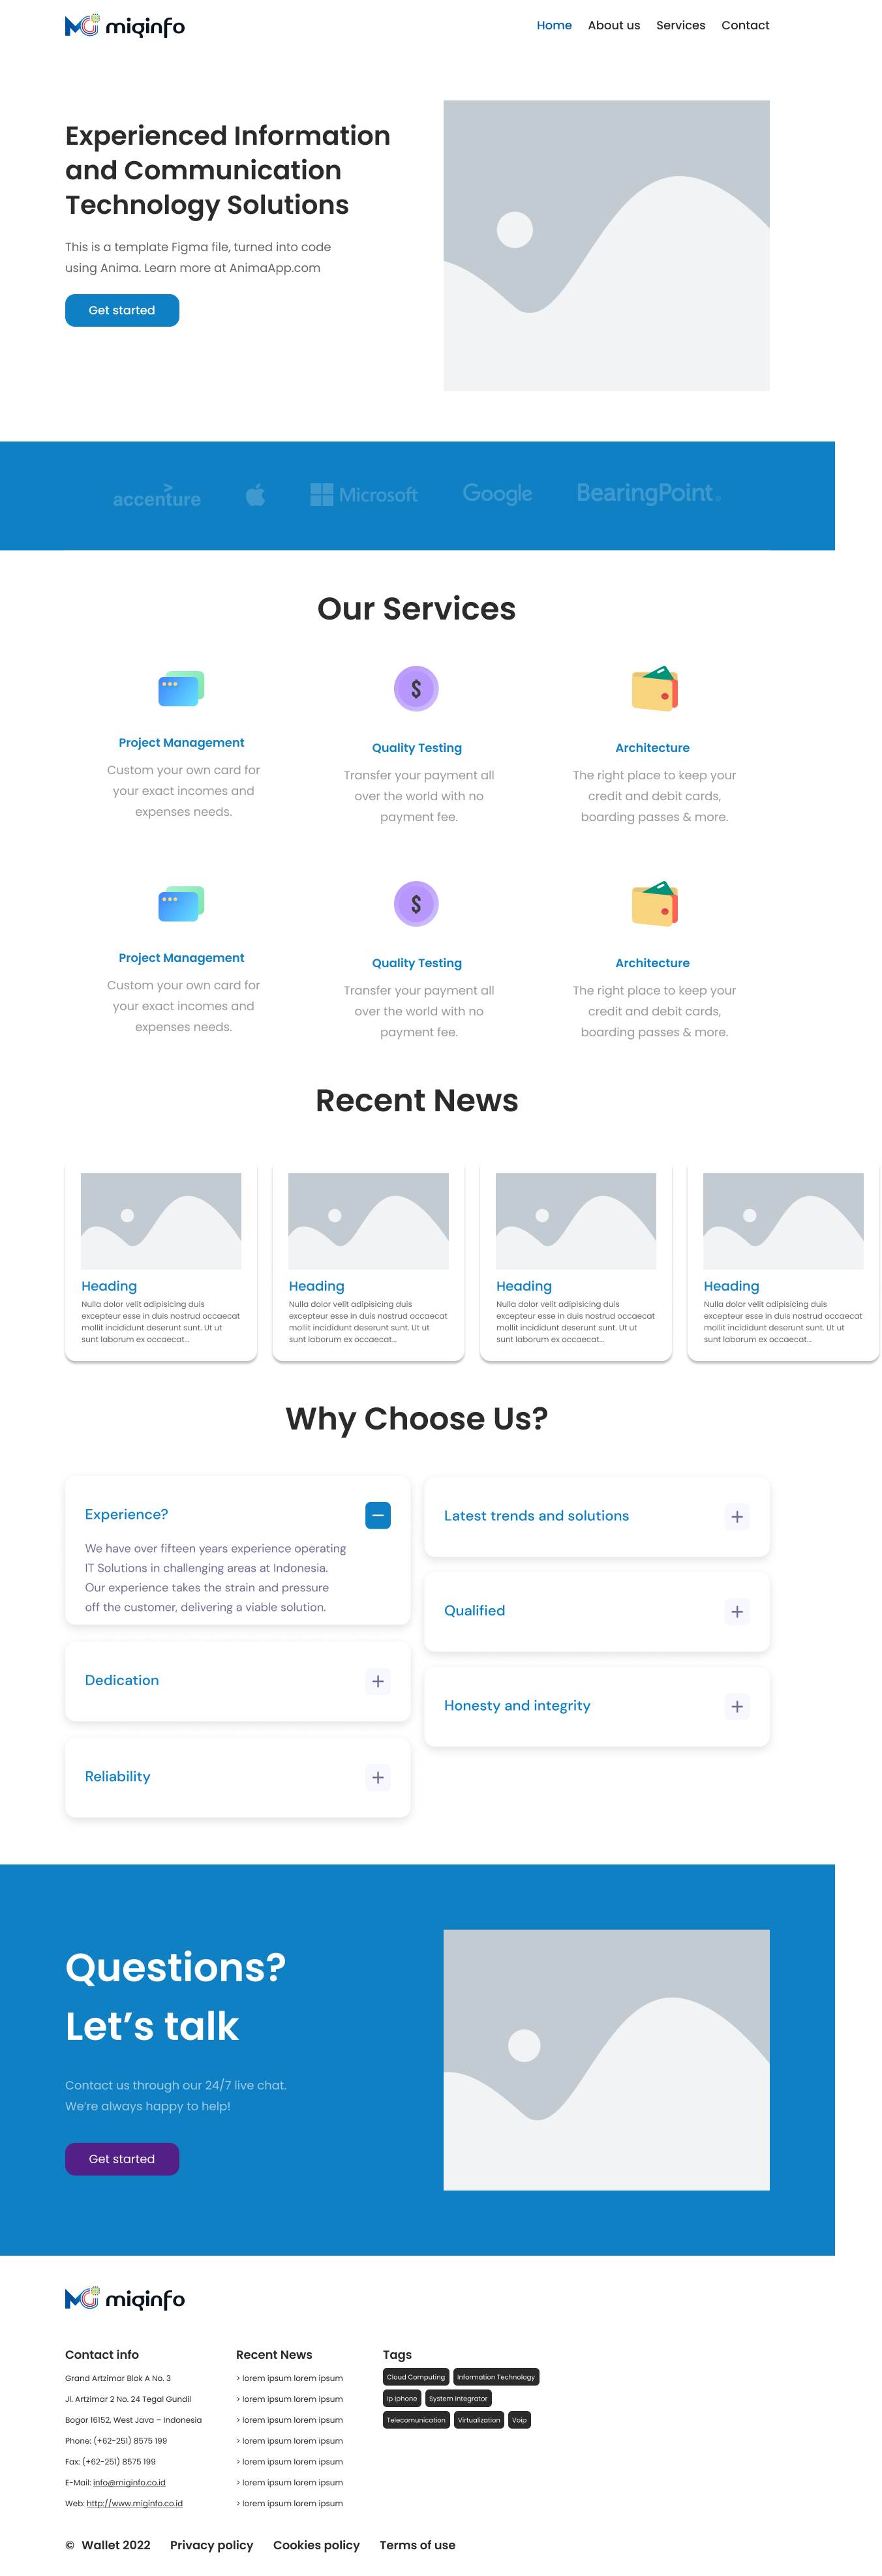 miqinfo
Home About us Services Contact
Experienced Information
and Communication
Technology Solutions
This is a template Figma file, turned into code
using Anima. Learn more at AnimaApp.com
Get started
accenture Microsoft Google BearingPoint
Our Services
Project Management
Custom your own card for
your exact incomes and
expenses needs.
Quality Testing
Transfer your payment all
over the world with no
payment fee.
Architecture
The right place to keep your
credit and debit cards,
boarding passes & more.
Project Management
Custom your own card for
your exact incomes and
expenses needs.
Quality Testing
Transfer your payment all
over the world with no
payment fee.
Architecture
The right place to keep your
credit and debit cards,
boarding passes & more.
Recent News
Heading
Nulla dolor velit adipisicing duis
excepteur esse in duis nostrud occaecat
mollit incididunt deserunt sunt. Ut ut
sunt laborum ex occaecat...
Heading
Nulla dolor velit adipisicing duis
excepteur esse in duis nostrud occaecat
mollit incididunt deserunt sunt. Ut ut
sunt laborum ex occaecat...
Heading
Nulla dolor velit adipisicing duis
excepteur esse in duis nostrud occaecat
mollit incididunt deserunt sunt. Ut ut
sunt laborum ex occaecat...
Heading
Nulla dolor velit adipisicing duis
excepteur esse in duis nostrud occaecat
mollit incididunt deserunt sunt. Ut ut
sunt laborum ex occaecat...
Why Choose Us?
Experience?
We have over fifteen years experience operating
IT Solutions in challenging areas at Indonesia.
Our experience takes the strain and pressure
off the customer, delivering a viable solution.
Dedication
Reliability
Latest trends and solutions
Qualified
Honesty and integrity
Questions?
Let's talk
Contact us through our 24/7 live chat.
We're always happy to help!
Get started
miqinfo
Contact info
Grand Artzimar Blok A No. 3
Jl. Artzimar 2 No. 24 Tegal Gundil
Bogor 16152, West Java – Indonesia
Phone: (+62-251) 8575 199
Fax: (+62-251) 8575 199
E-Mail: info@miginfo.co.id
Web: http://www.miginfo.co.id
Recent News
> lorem ipsum lorem ipsum
> lorem ipsum lorem ipsum
> lorem ipsum lorem ipsum
> lorem ipsum lorem ipsum
> lorem ipsum lorem ipsum
> lorem ipsum lorem ipsum
> lorem ipsum lorem ipsum
Tags
Cloud Computing Information Technology
Ip Iphone System Integrator
Telecomunication Virtualization Voip
© Wallet 2022 Privacy policy Cookies policy Terms of use